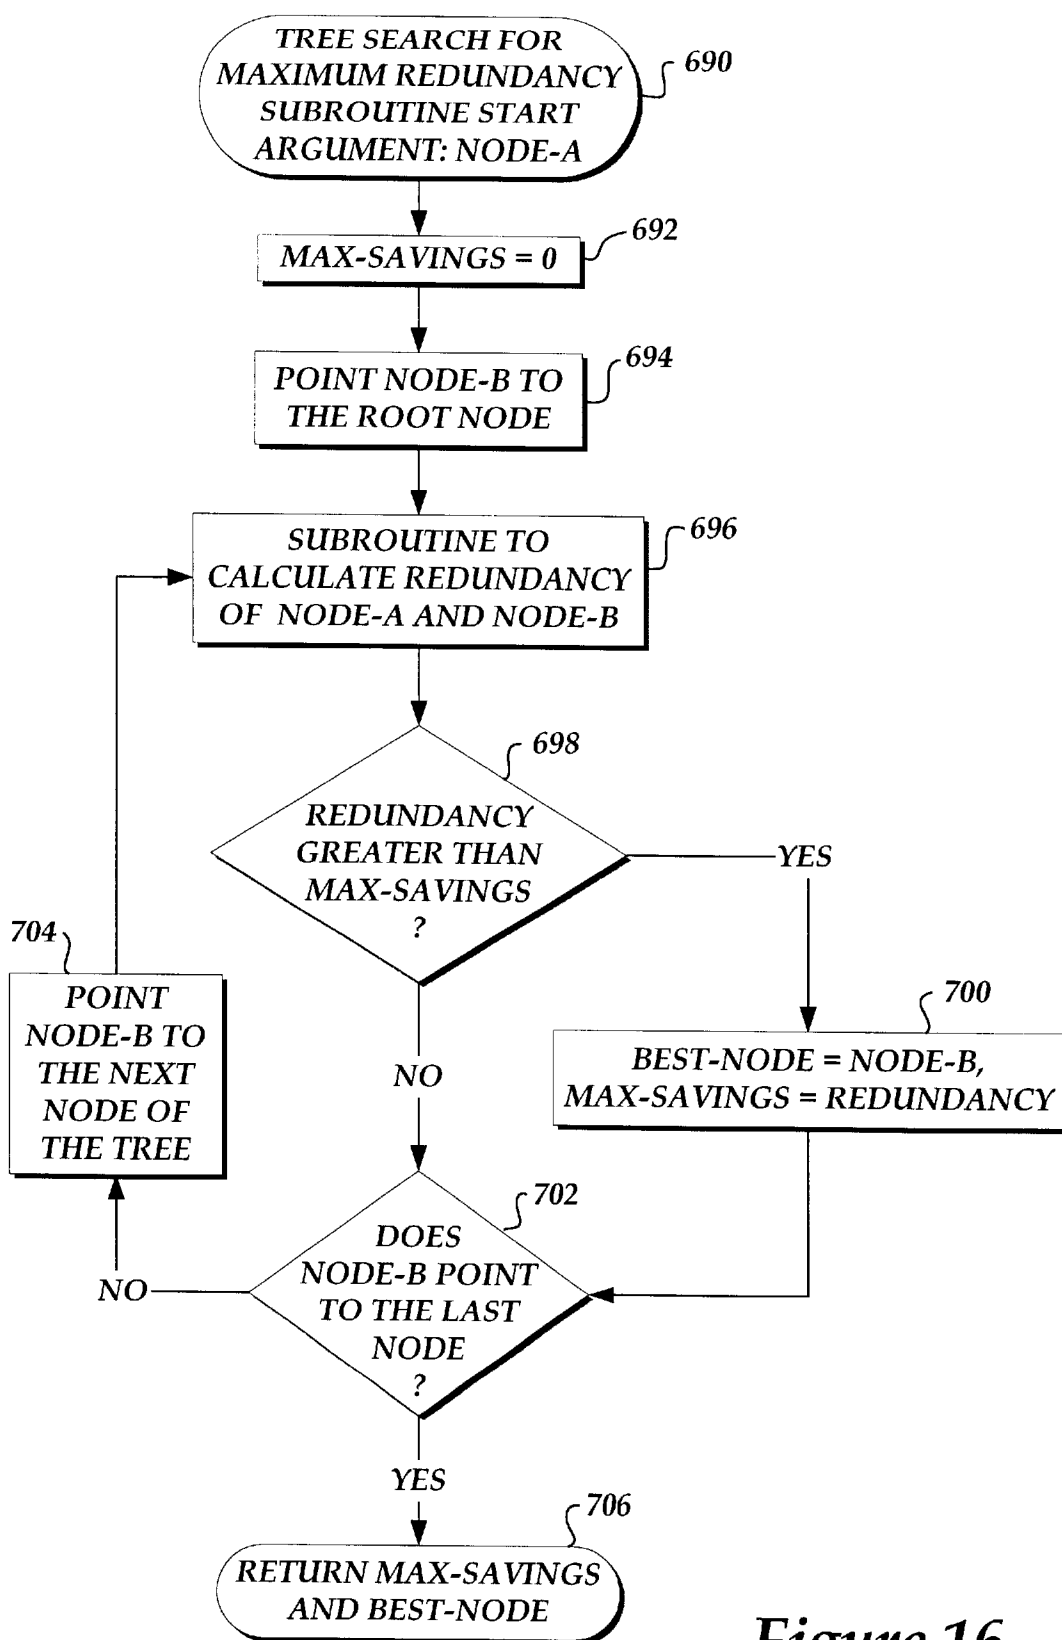 TREE SEARCH FOR
MAXIMUM REDUNDANCY
SUBROUTINE START
ARGUMENT: NODE-A
690
MAX-SAVINGS = 0
692
POINT NODE-B TO
THE ROOT NODE
694
SUBROUTINE TO
CALCULATE REDUNDANCY
OF NODE-A AND NODE-B
696
REDUNDANCY
GREATER THAN
MAX-SAVINGS
?
698
YES
NO
704
POINT
NODE-B TO
THE NEXT
NODE OF
THE TREE
700
BEST-NODE = NODE-B,
MAX-SAVINGS = REDUNDANCY
DOES
NODE-B POINT
TO THE LAST
NODE
?
702
NO
YES
RETURN MAX-SAVINGS
AND BEST-NODE
706
Figure 16